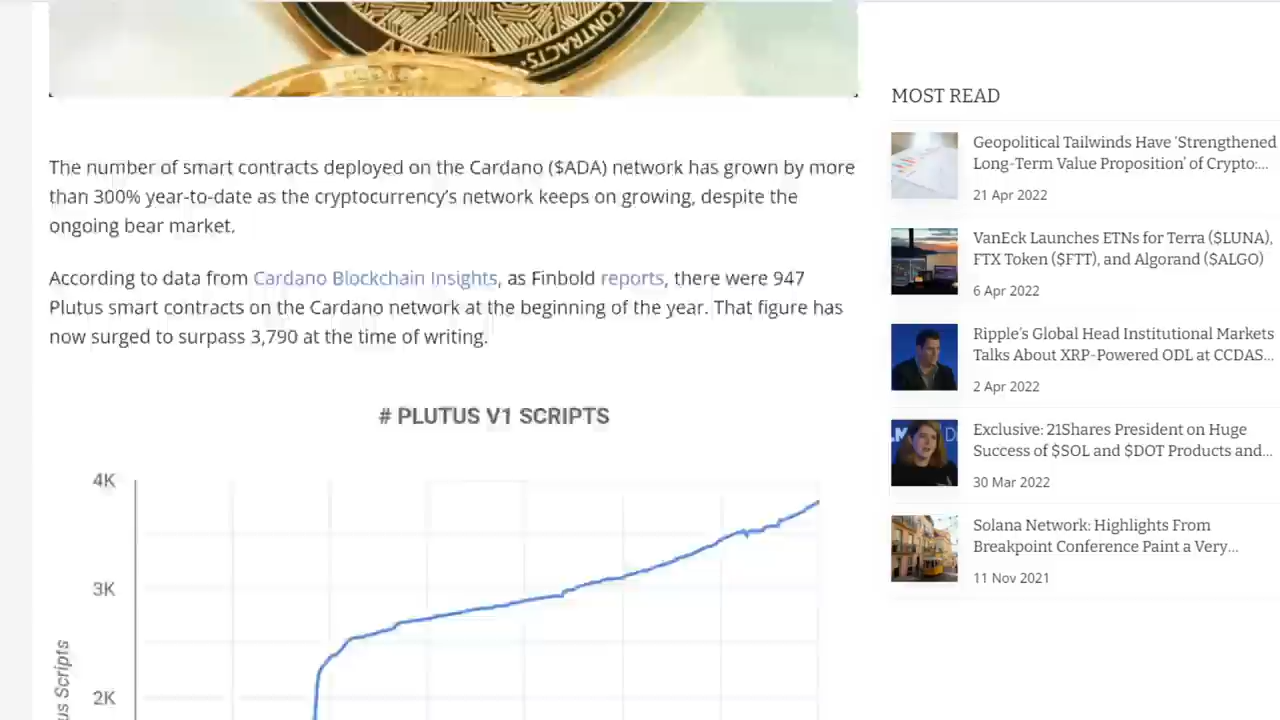 CONTRACTS
The number of smart contracts deployed on the Cardano ($ADA) network has grown by more
than 300% year-to-date as the cryptocurrency's network keeps on growing, despite the
ongoing bear market.
According to data from Cardano Blockchain Insights, as Finbold reports, there were 947
Plutus smart contracts on the Cardano network at the beginning of the year. That figure has
now surged to surpass 3,790 at the time of writing.
# PLUTUS V1 SCRIPTS
4K
3K
2K
us Scripts
MOST READ
Geopolitical Tailwinds Have 'Strengthened
Long-Term Value Proposition' of Crypto:...
21 Apr 2022
VanEck Launches ETNs for Terra ($LUNA),
FTX Token ($FTT), and Algorand ($ALGO)
6 Apr 2022
Ripple's Global Head Institutional Markets
Talks About XRP-Powered ODL at CCDAS...
2 Apr 2022
Exclusive: 21Shares President on Huge
Success of $SOL and $DOT Products and...
30 Mar 2022
Solana Network: Highlights From
Breakpoint Conference Paint a Very...
11 Nov 2021